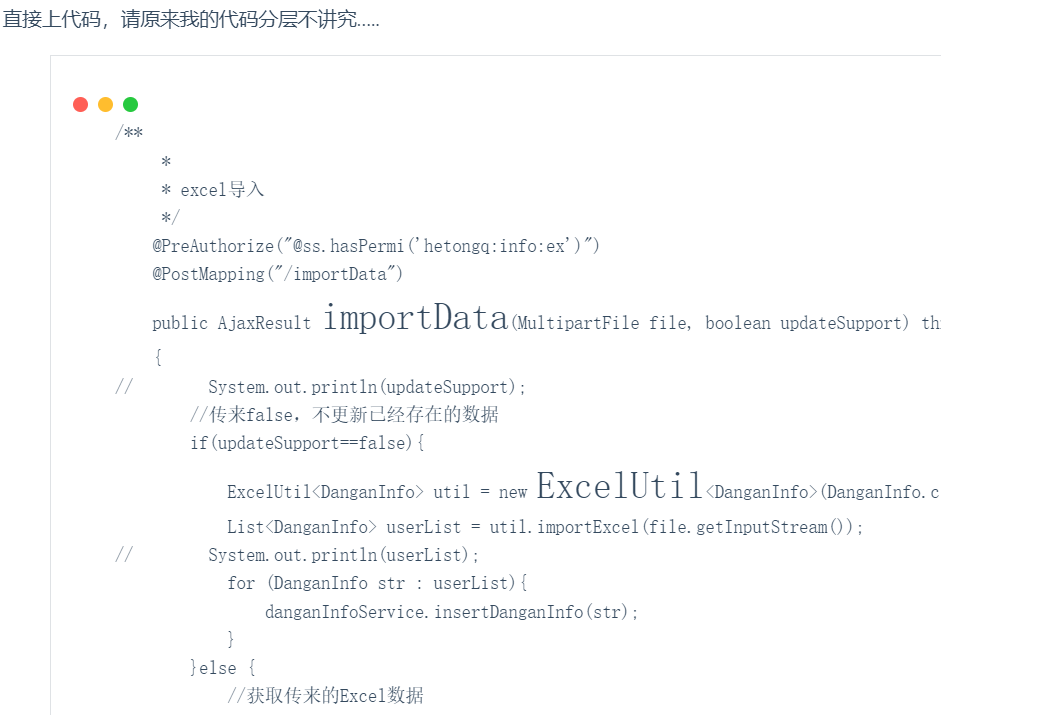 直接上代码，请原来我的代码分层不讲究.....
/**
*
* excel导入
*/
@PreAuthorize("@ss.hasPermi('hetongq:info:ex')")
@PostMapping("/importData")
public AjaxResult importData(MultipartFile file, boolean updateSupport) th
{
// System.out.println(updateSupport);
//传来false，不更新已经存在的数据
if(updateSupport==false){
ExcelUtil<DanganInfo> util = new ExcelUtil<DanganInfo>(DanganInfo.c
List<DanganInfo> userList = util.importExcel(file.getInputStream());
// System.out.println(userList);
for (DanganInfo str : userList){
danganInfoService.insertDanganInfo(str);
}
}else {
//获取传来的Excel数据